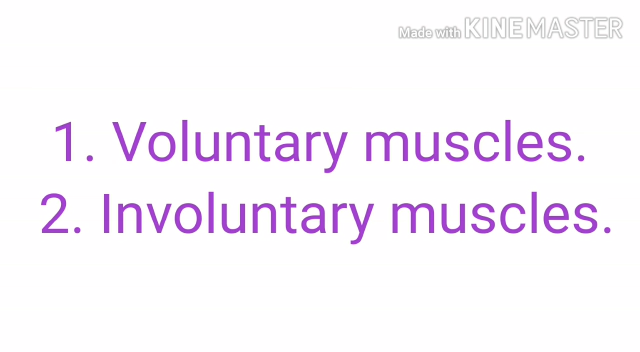 Made with KINEMASTER
1. Voluntary muscles.
2. Involuntary muscles.